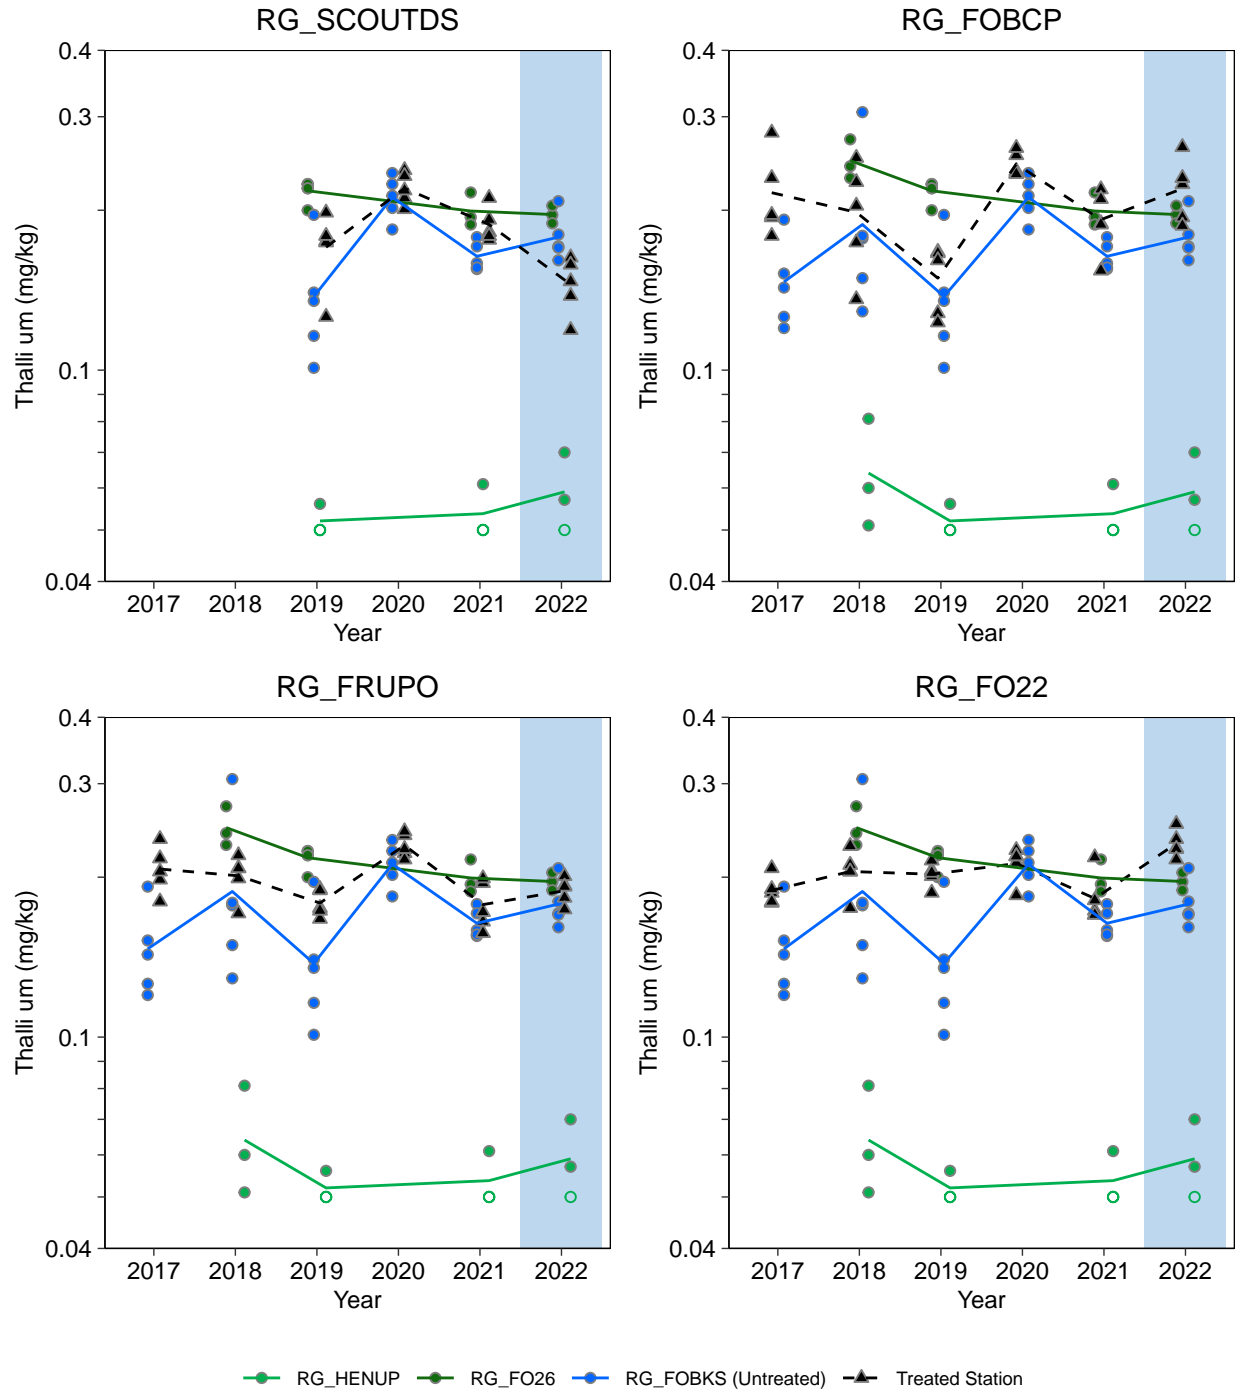 RG_SCOUTDS
RG_FOBCP
0.4
0.3
0.1
0.04
Thalli um (mg/kg)
2017 2018 2019 2020 2021 2022
Year
0.4
0.3
0.1
0.04
Thalli um (mg/kg)
2017 2018 2019 2020 2021 2022
Year
RG_FRUPO
RG_FO22
0.4
0.3
0.1
0.04
Thalli um (mg/kg)
2017 2018 2019 2020 2021 2022
Year
0.4
0.3
0.1
0.04
Thalli um (mg/kg)
2017 2018 2019 2020 2021 2022
Year
RG_HENUP RG_FO26 RG_FOBKS (Untreated) Treated Station